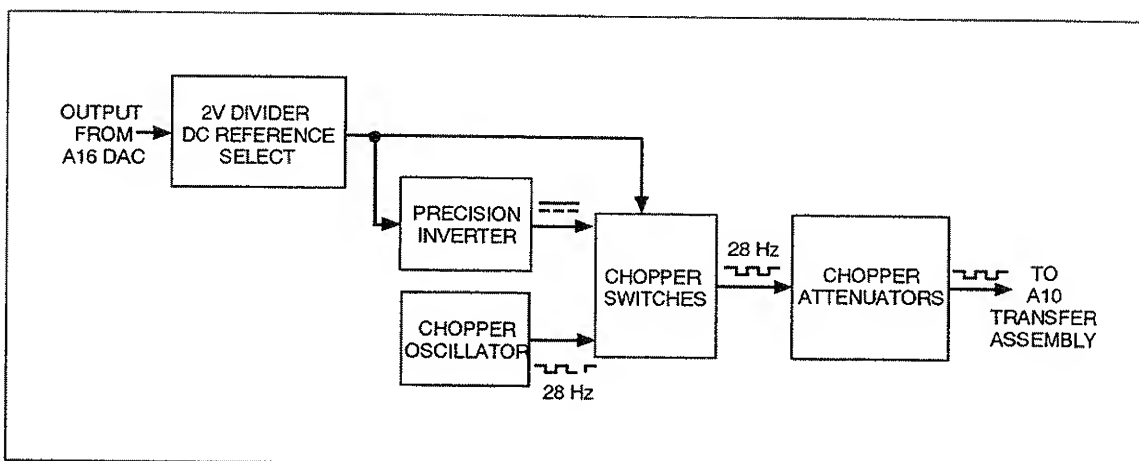 OUTPUT
FROM
A16 DAC
2V DIVIDER
DC REFERENCE
SELECT
PRECISION
INVERTER
CHOPPER
OSCILLATOR
28 Hz
CHOPPER
SWITCHES
28 Hz
CHOPPER
ATTENUATORS
TO
A10
TRANSFER
ASSEMBLY